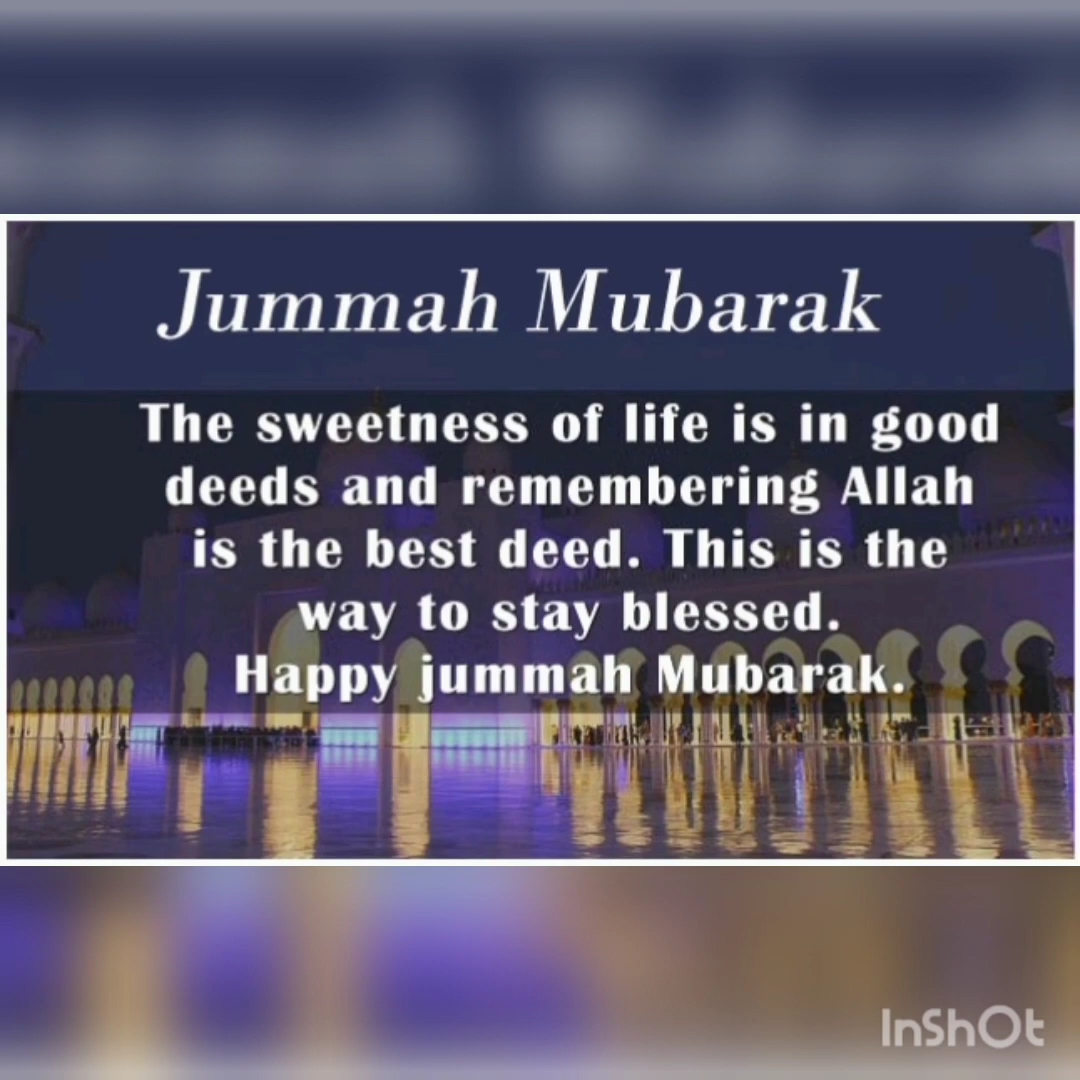 Jummah Mubarak
The sweetness of life is in good
deeds and remembering Allah
is the best deed. This is the
way to stay blessed.
Happy jummah Mubarak.
InShOt